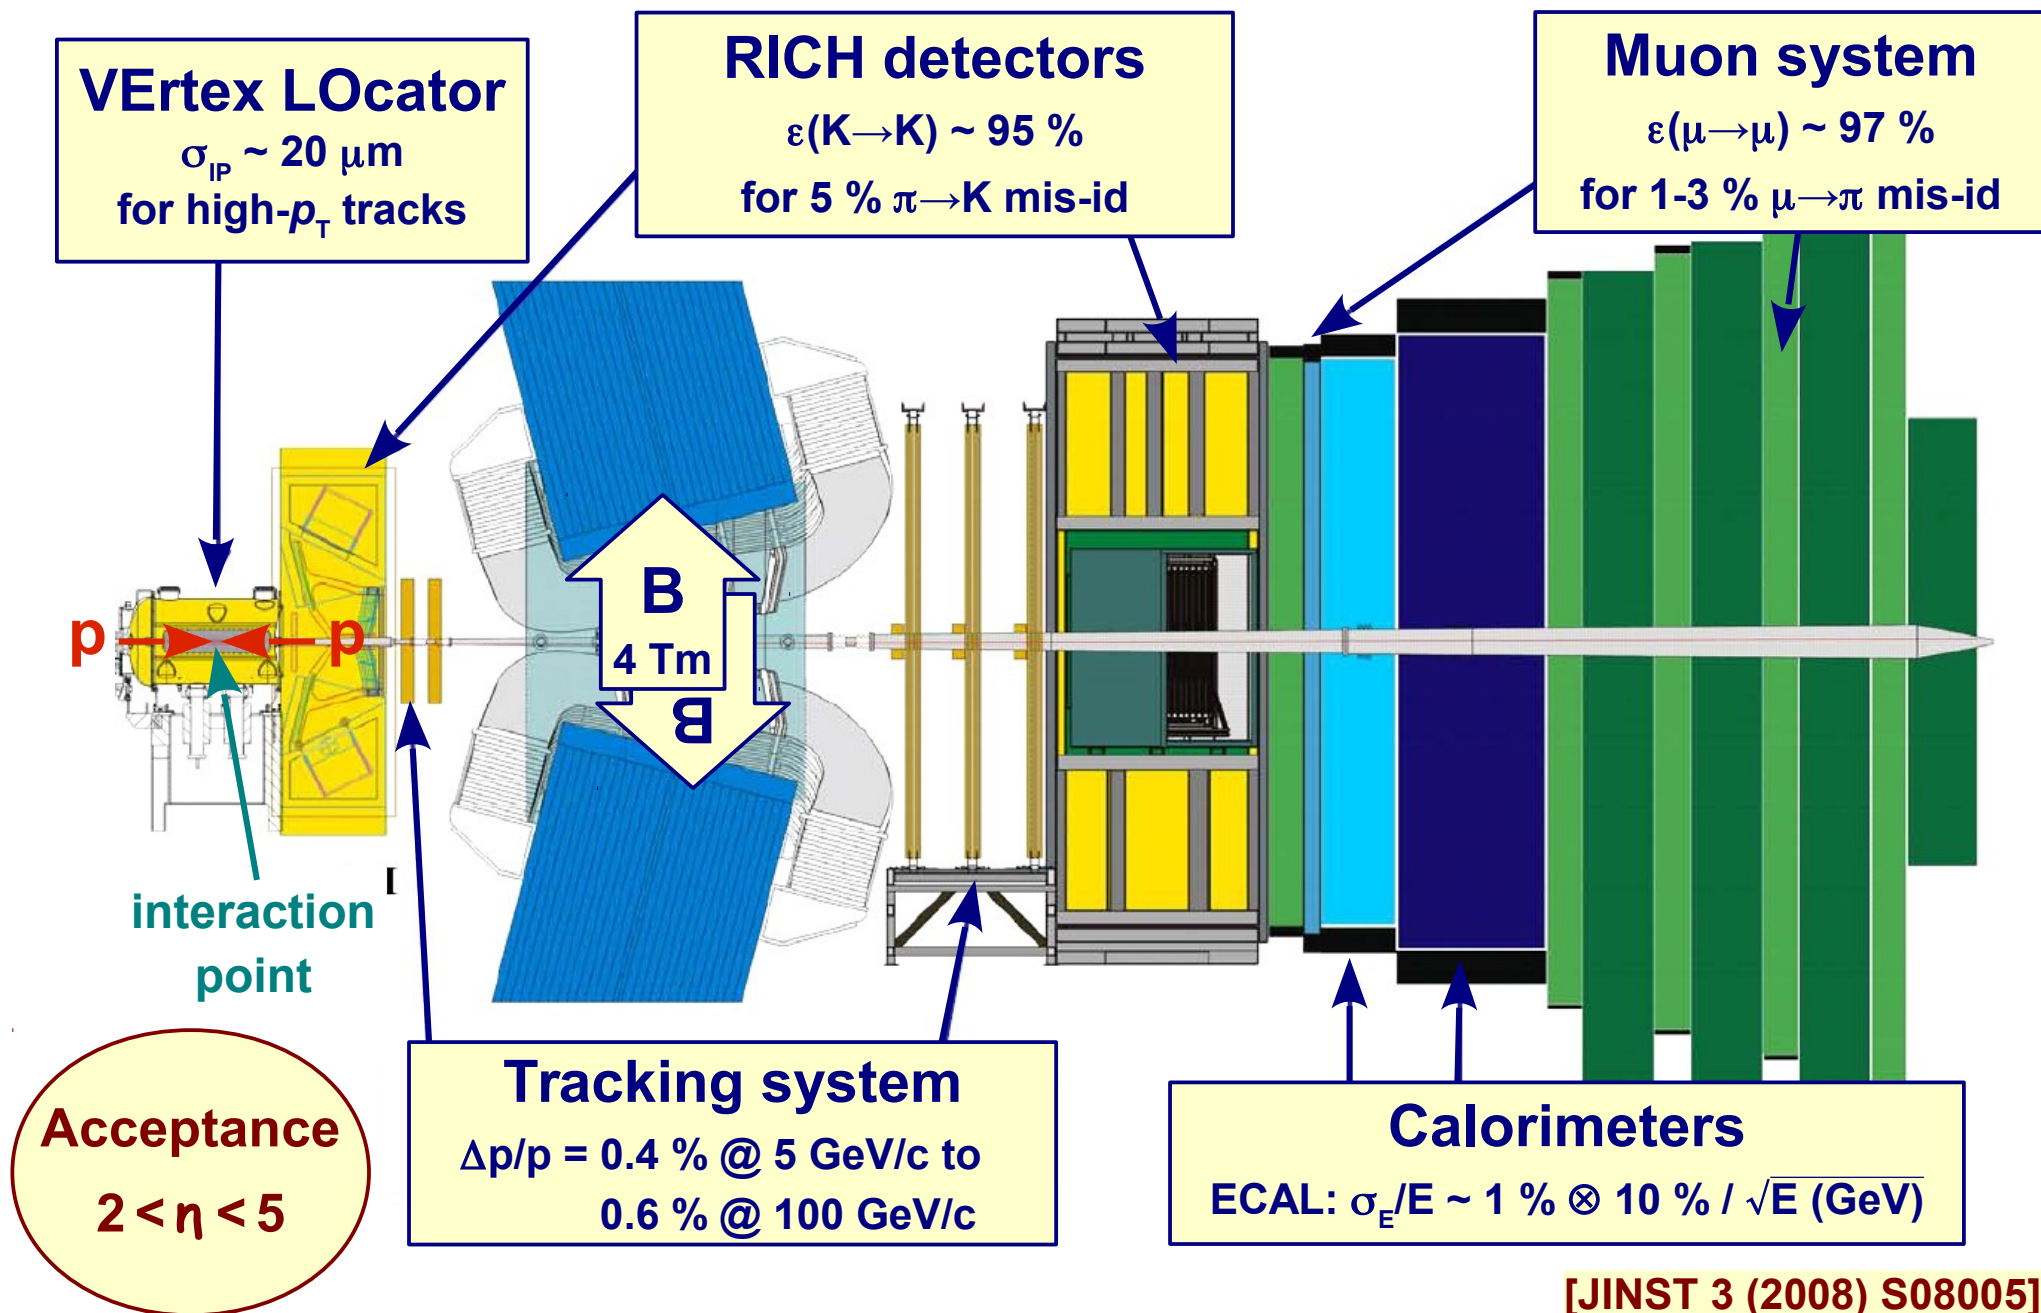 VErtex LOcator
σIP ~ 20 μm
for high-pT tracks
RICH detectors
ε(K→K) ~ 95 %
for 5 % π→K mis-id
Muon system
ε(μ→μ) ~ 97 %
for 1-3 % μ→π mis-id
B
4 Tm
B
p p
interaction
point
Acceptance
2 < η < 5
Tracking system
Δp/p = 0.4 % @ 5 GeV/c to
0.6 % @ 100 GeV/c
Calorimeters
ECAL: σE/E ~ 1 % ⊗ 10 % / √E (GeV)
[JINST 3 (2008) S08005]